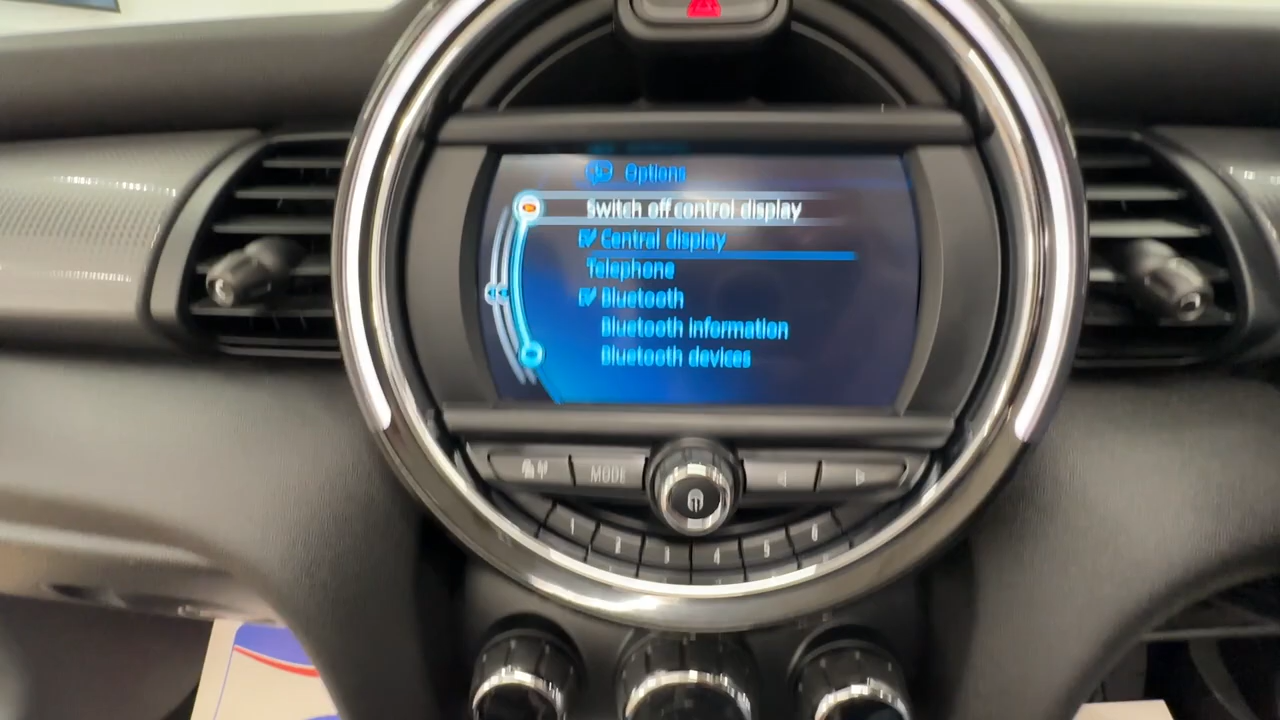 Options
Switch off control display
Central display
Telephone
Bluetooth
Bluetooth information
Bluetooth devices
MODE
1 2 3 4 5 6